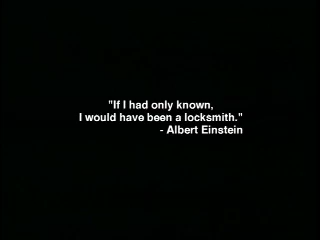 "If I had only known,
I would have been a locksmith."
- Albert Einstein